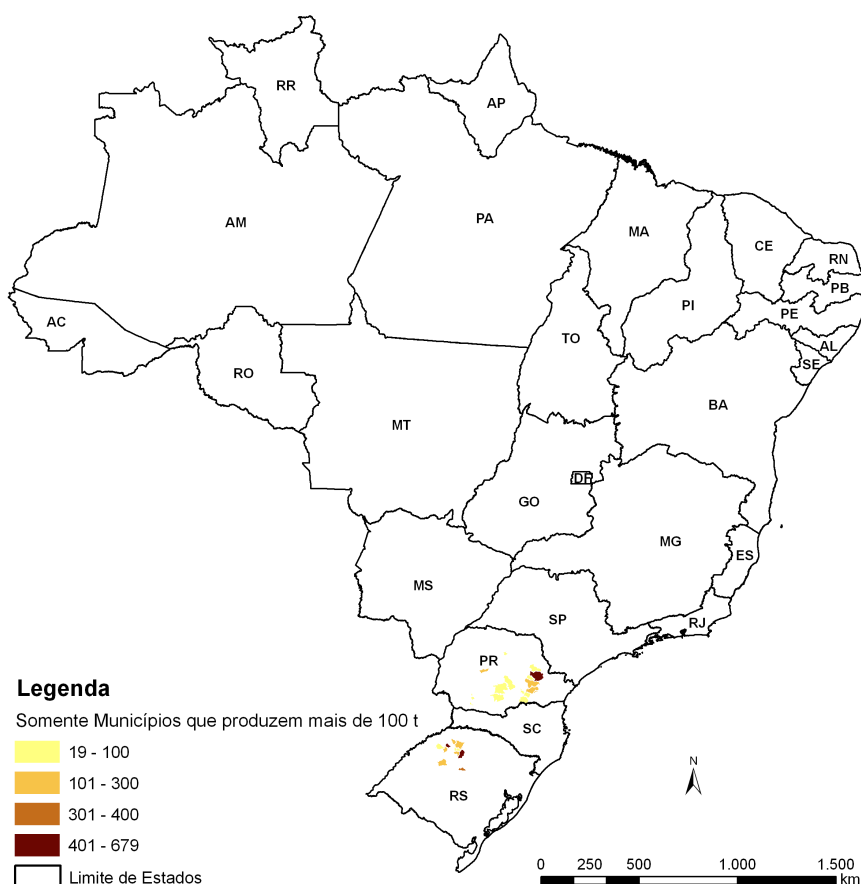 RR
AP
AM
PA
MA
CE
RN
PB
PE
PI
AL
SE
AC
TO
RO
BA
MT
DF
GO
MG
ES
MS
SP
RJ
PR
SC
RS
Legenda
Somente Municípios que produzem mais de 100 t
19 - 100
101 - 300
301 - 400
401 - 679
Limite de Estados
N
0 250 500 1.000 1.500
km